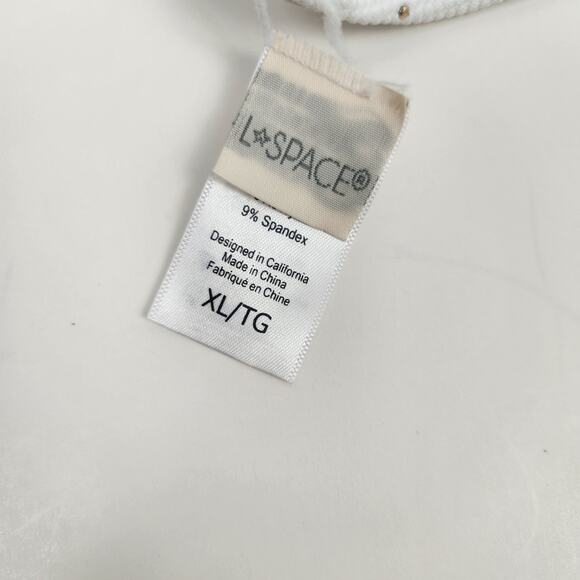 L★SPACE®
9% Spandex
Designed in California
Made in China
Fabriqué en Chine
XL/TG